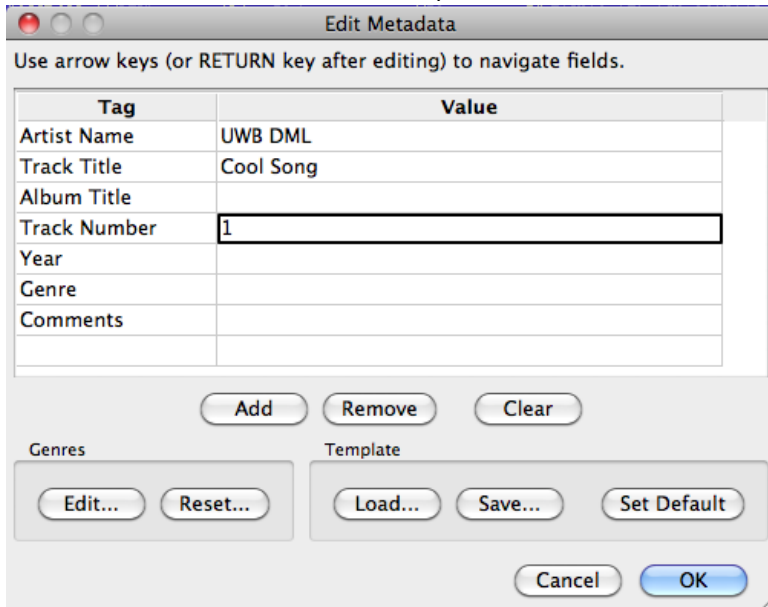 Edit Metadata
Use arrow keys (or RETURN key after editing) to navigate fields.
Tag Value
Artist Name UWB DML
Track Title Cool Song
Album Title
Track Number 1
Year
Genre
Comments
Add Remove Clear
Genres Template
Edit... Reset... Load... Save... Set Default
Cancel OK